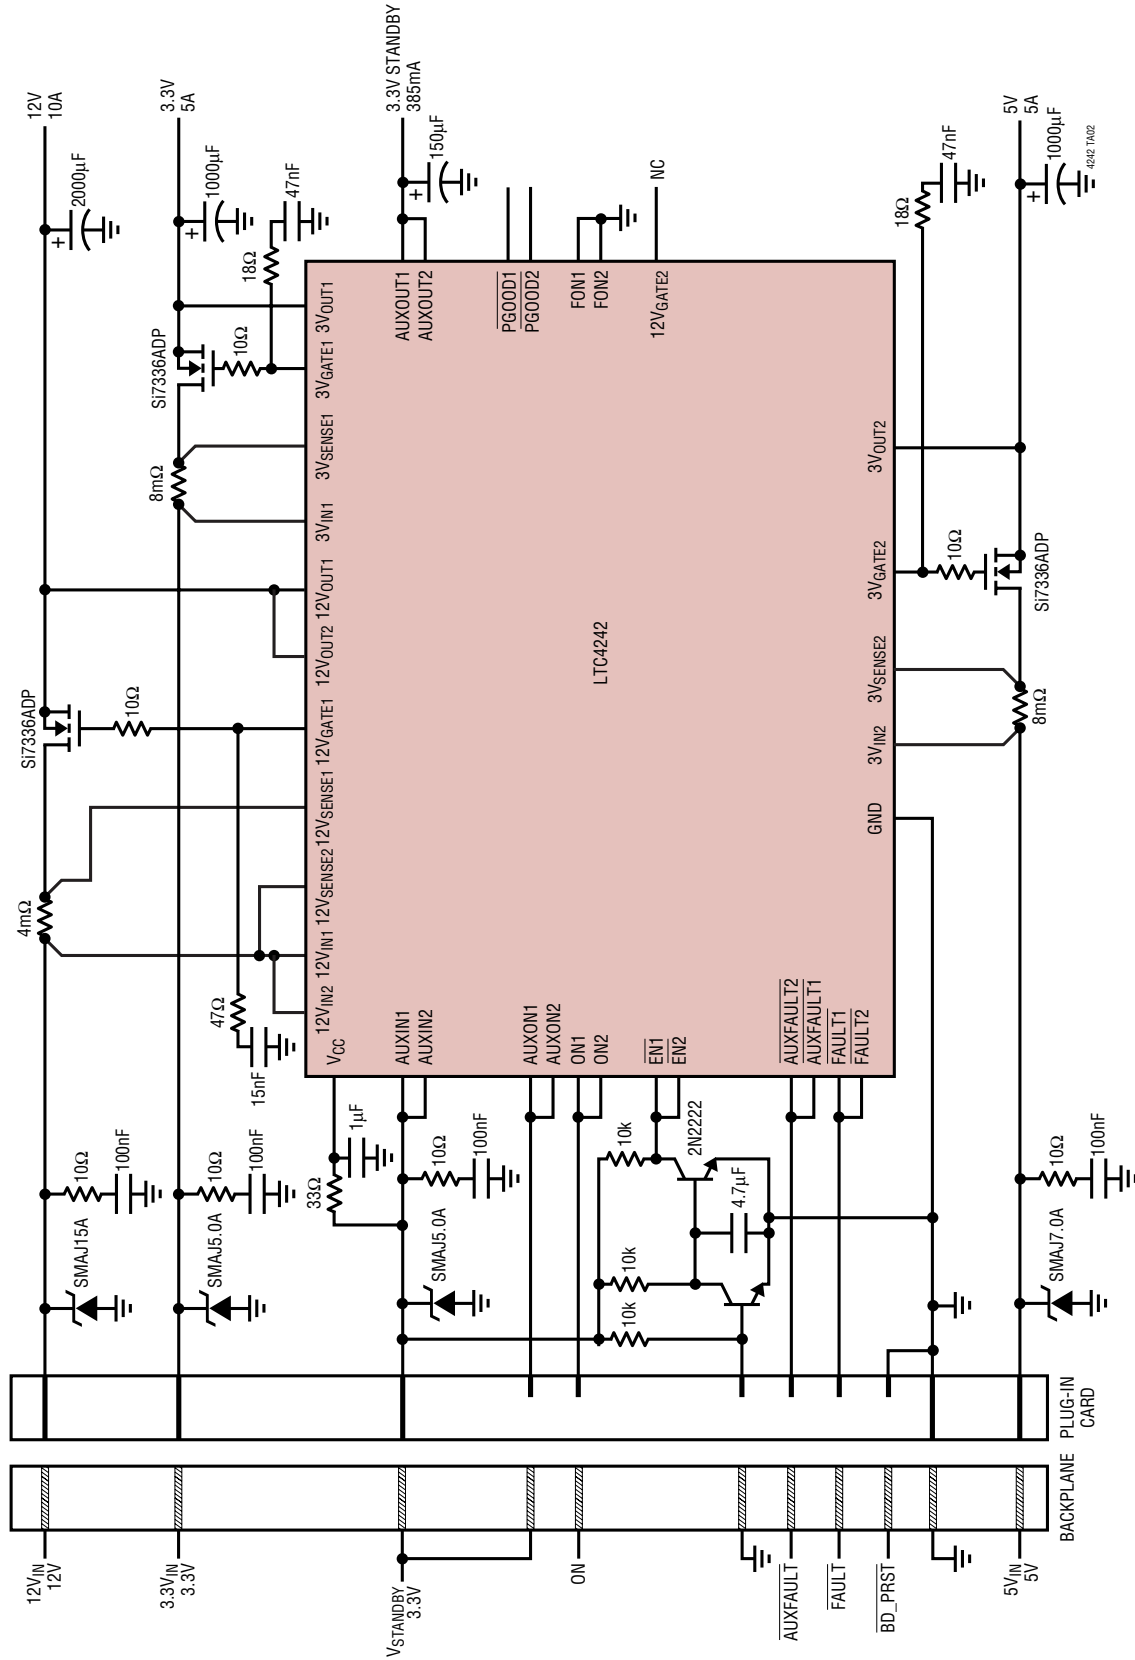 12VIN
12V
3.3VIN
3.3V
VSTANDBY
3.3V
ON
AUXFAULT
FAULT
BD_PRST
5VIN
5V
BACKPLANE
PLUG-IN
CARD
SMAJ15A
10Ω
100nF
SMAJ5.0A
10Ω
100nF
33Ω
1µF
SMAJ5.0A
10Ω
100nF
10k
10k
10k
2N2222
4.7µF
SMAJ7.0A
10Ω
100nF
4mΩ
47Ω
15nF
Si7336ADP
10Ω
8mΩ
Si7336ADP
10Ω
18Ω
47nF
12V
10A
2000µF
3.3V
5A
1000µF
3.3V STANDBY
385mA
150µF
NC
12VIN2
12VIN1
12VSENSE2
12VSENSE1
12VGATE1
12VOUT2
12VOUT1
3VIN1
3VSENSE1
3VGATE1
3VOUT1
VCC
AUXIN1
AUXIN2
AUXON1
AUXON2
ON1
ON2
EN1
EN2
AUXFAULT2
AUXFAULT1
FAULT1
FAULT2
LTC4242
AUXOUT1
AUXOUT2
PGOOD1
PGOOD2
FON1
FON2
12VGATE2
GND
3VIN2
3VSENSE2
3VGATE2
3VOUT2
8mΩ
10Ω
Si7336ADP
18Ω
47nF
5V
5A
1000µF
4242 TA02